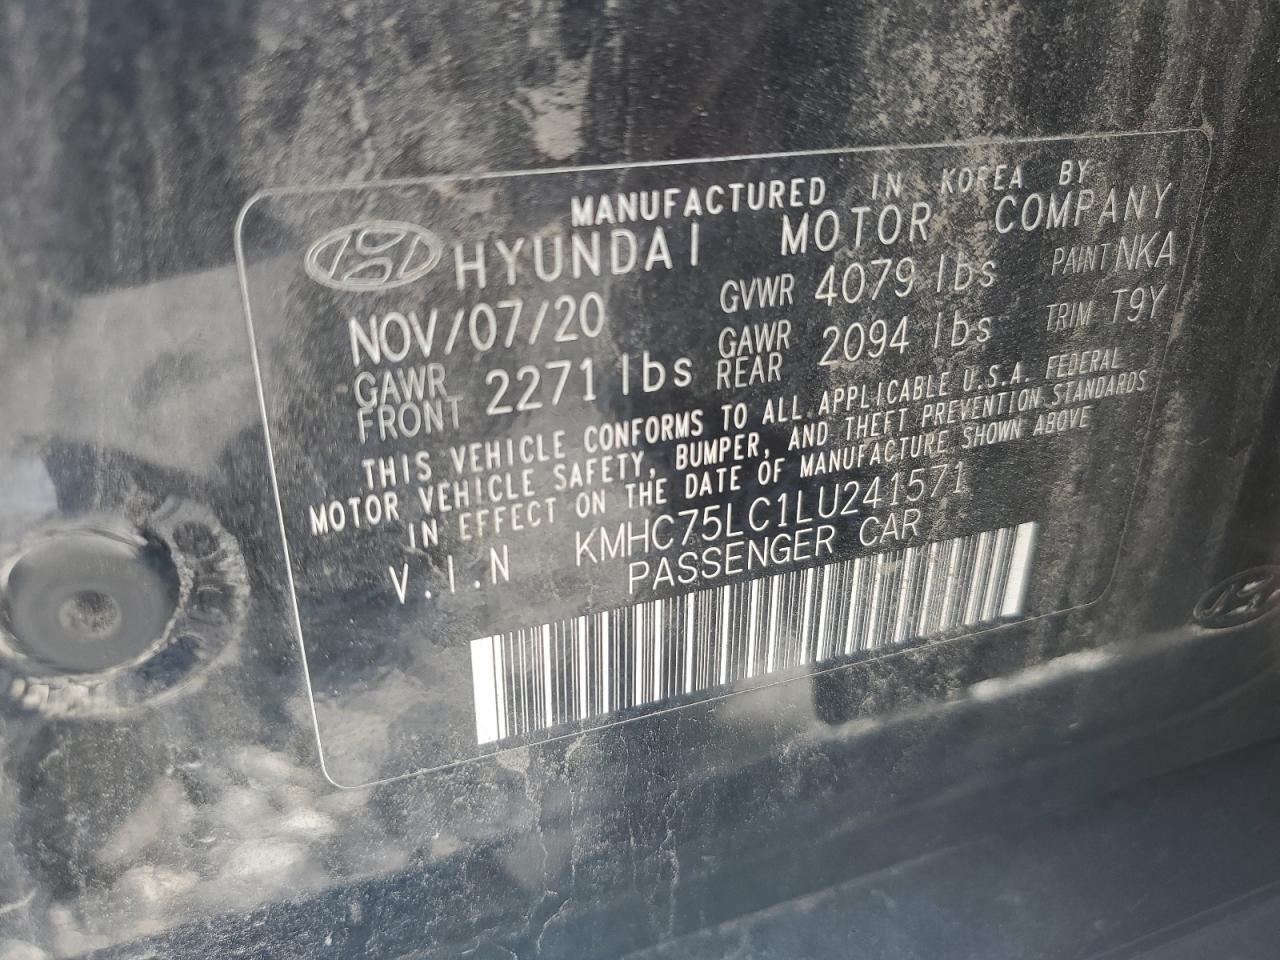 MANUFACTURED IN KOREA BY
HYUNDAI MOTOR COMPANY
NOV/07/20 GVWR 4079 lbs PAINT NKA
GAWR FRONT 2271 lbs GAWR REAR 2094 lbs TRIM T9Y
THIS VEHICLE CONFORMS TO ALL APPLICABLE U.S.A. FEDERAL
MOTOR VEHICLE SAFETY, BUMPER, AND THEFT PREVENTION STANDARDS
IN EFFECT ON THE DATE OF MANUFACTURE SHOWN ABOVE
V.I.N KMHC75LC1LU241571
PASSENGER CAR